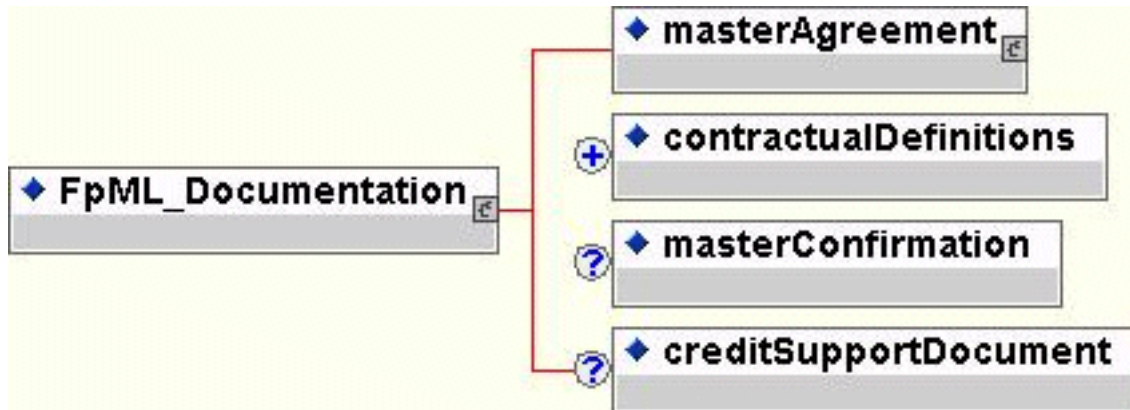 masterAgreement
contractualDefinitions
FpML_Documentation
masterConfirmation
creditSupportDocument